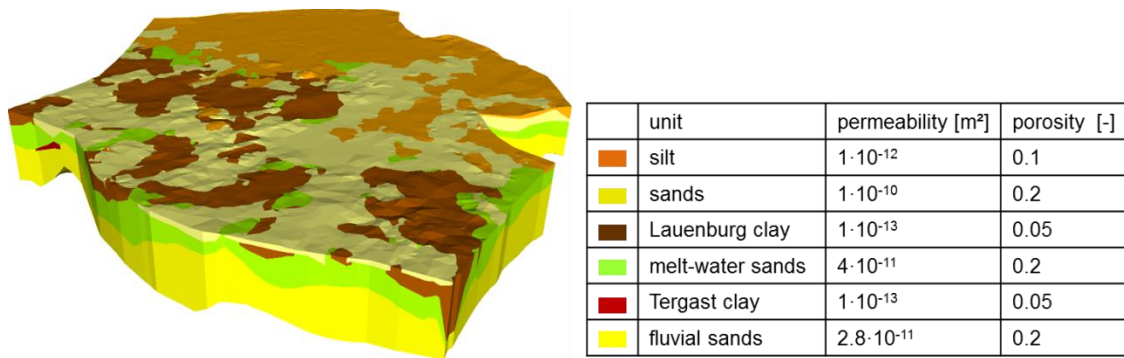 unit permeability [m²] porosity [-]
silt 1·10⁻¹² 0.1
sands 1·10⁻¹⁰ 0.2
Lauenburg clay 1·10⁻¹³ 0.05
melt-water sands 4·10⁻¹¹ 0.2
Tergast clay 1·10⁻¹³ 0.05
fluvial sands 2.8·10⁻¹¹ 0.2